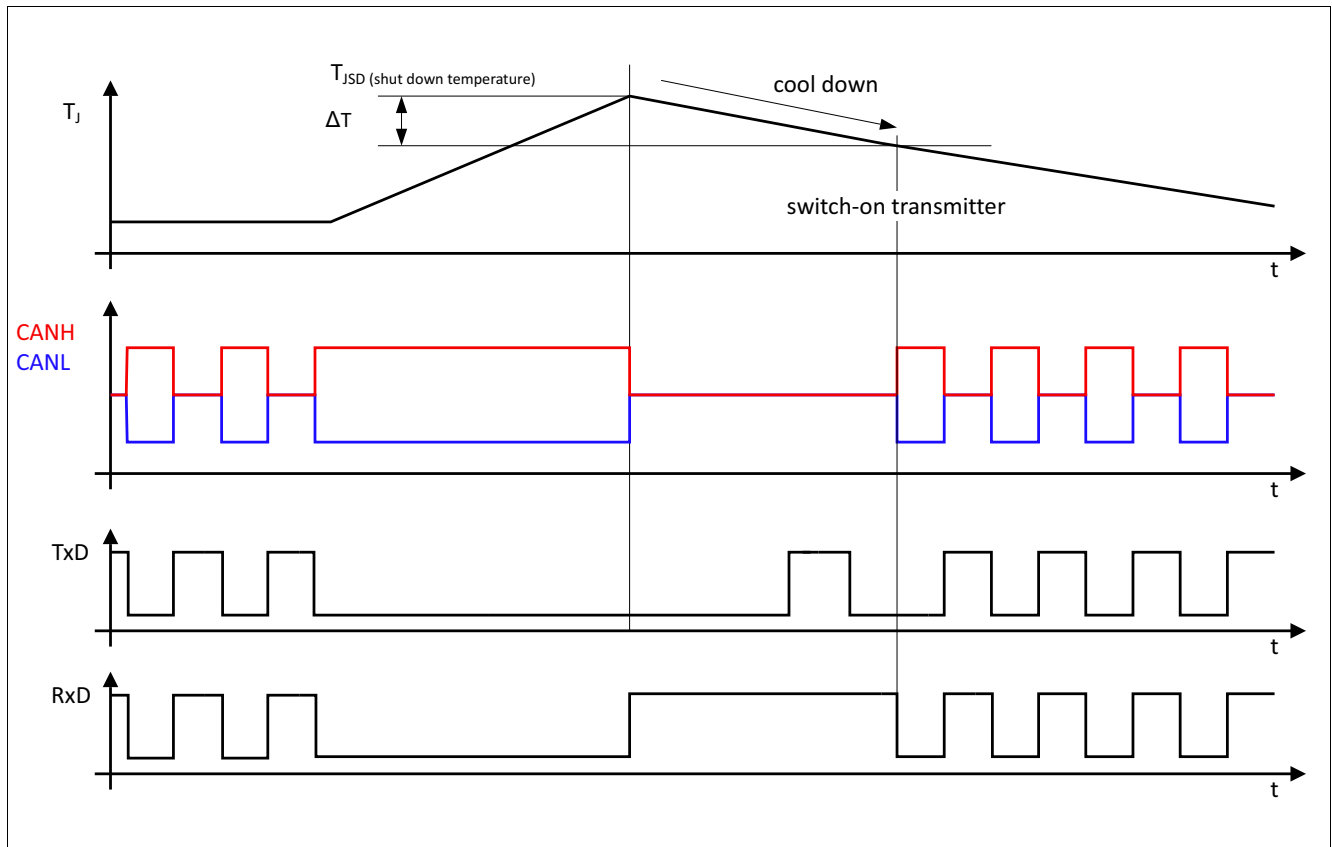 TJSD (shut down temperature)
cool down
TJ
ΔT
switch-on transmitter
t
CANH
CANL
t
TxD
t
RxD
t